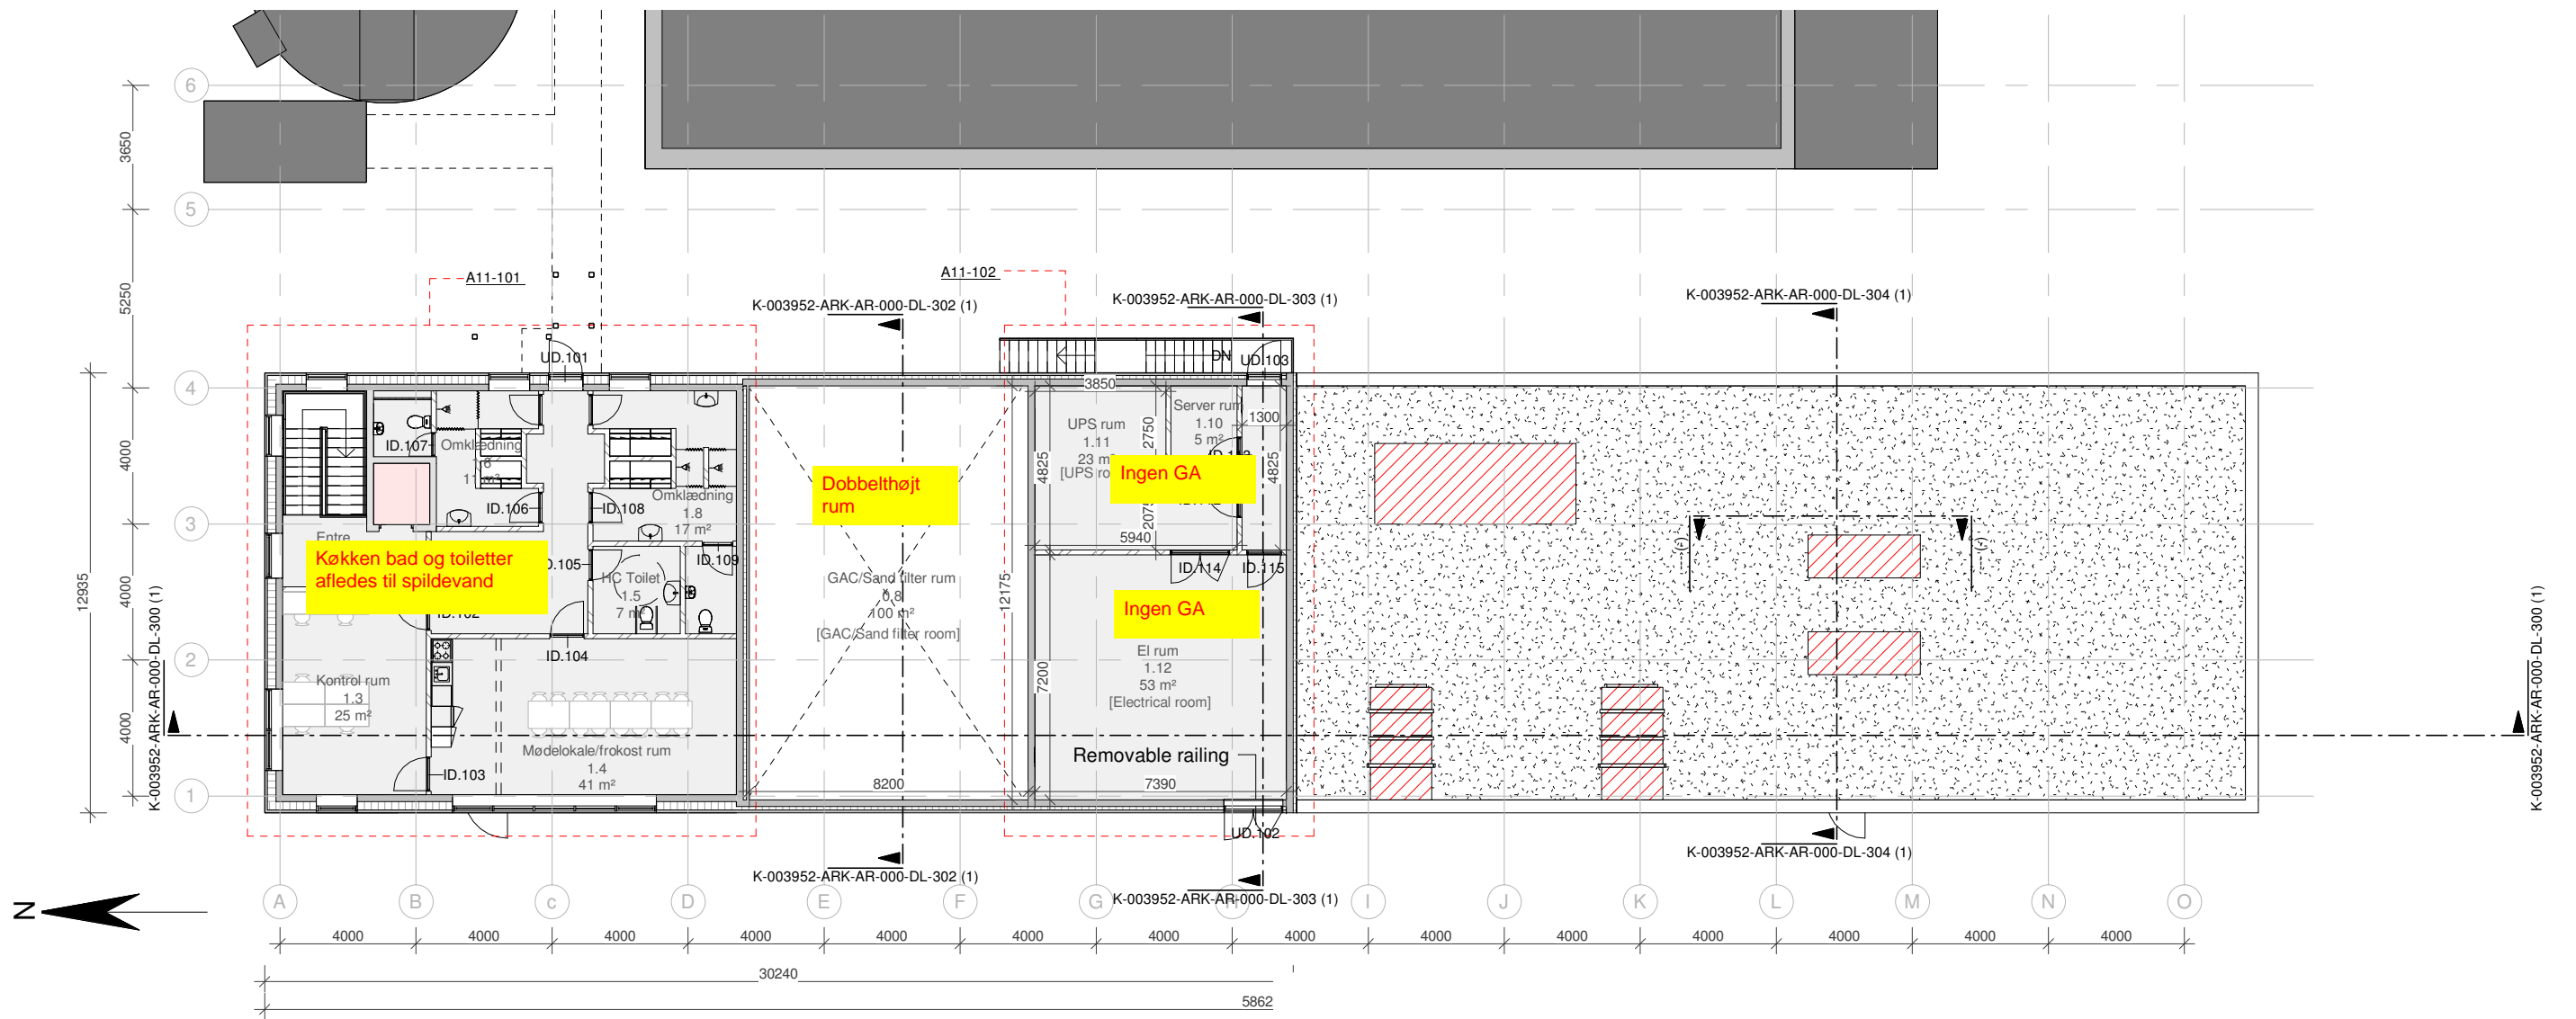 6
3650
5
5250
A11-101
A11-102
K-003952-ARK-AR-000-DL-302 (1)
K-003952-ARK-AR-000-DL-303 (1)
K-003952-ARK-AR-000-DL-304 (1)
UD.101
DN
UD.103
4
3850
Server rum
1.10
5 m²
1300
UPS rum
1.11
23 m²
[UPS ro
2750
4825
4825
2075
5940
Ingen GA
ID.107
Omklædning
ID.106
ID.108
Omklædning
1.8
17 m²
Dobbelthøjt
rum
4000
3
Entre
Køkken bad og toiletter
afledes til spildevand
ID.109
HC Toilet
1.5
7 m²
GAC/Sand filter rum
0.8
100 m²
[GAC/Sand filter room]
12175
ID.114
ID.115
Ingen GA
12935
4000
ID.104
2
El rum
1.12
53 m²
[Electrical room]
7200
Kontrol rum
1.3
25 m²
4000
K-003952-ARK-AR-000-DL-300 (1)
K-003952-ARK-AR-000-DL-300 (1)
Mødelokale/frokost rum
1.4
41 m²
ID.103
Removable railing
1
8200
7390
UD.102
(-)
(-)
K-003952-ARK-AR-000-DL-302 (1)
K-003952-ARK-AR-000-DL-303 (1)
K-003952-ARK-AR-000-DL-304 (1)
N
A
B
c
D
E
F
G
I
J
K
L
M
N
O
4000
4000
4000
4000
4000
4000
4000
4000
4000
4000
4000
4000
4000
4000
30240
5862